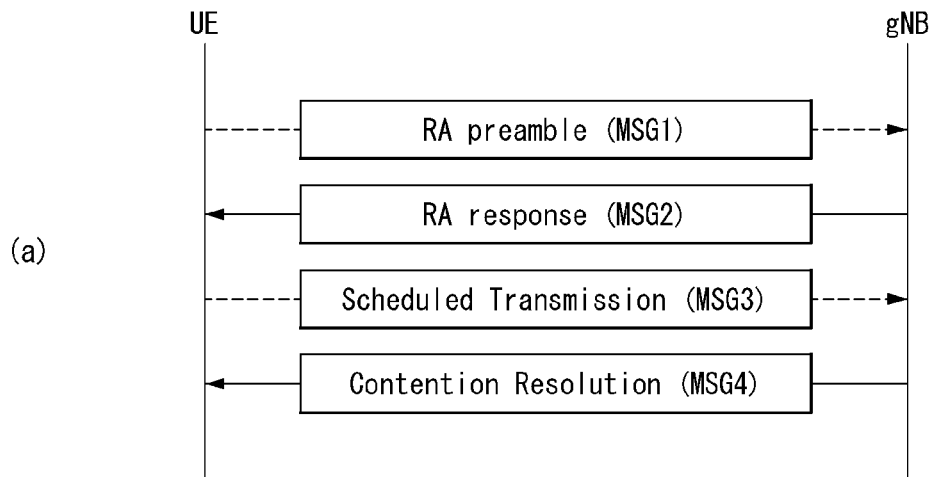 UE gNB
RA preamble (MSG1)
RA response (MSG2)
(a)
Scheduled Transmission (MSG3)
Contention Resolution (MSG4)